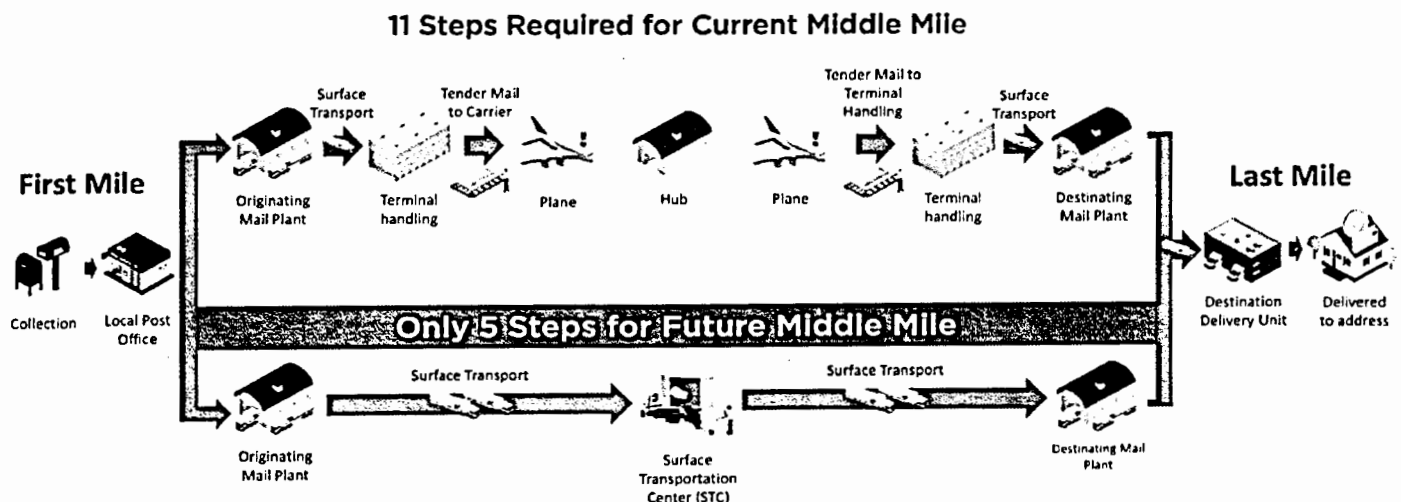 11 Steps Required for Current Middle Mile
Surface
Transport
Tender Mail
to Carrier
Tender Mail to
Terminal
Handling
Surface
Transport
First Mile
Originating
Mail Plant
Terminal
handling
Plane
Hub
Plane
Terminal
handling
Destinating
Mail Plant
Last Mile
Collection
Local Post
Office
Only 5 Steps for Future Middle Mile
Destination
Delivery Unit
Delivered
to address
Surface Transport
Surface Transport
Originating
Mail Plant
Surface
Transportation
Center (STC)
Destinating Mail
Plant